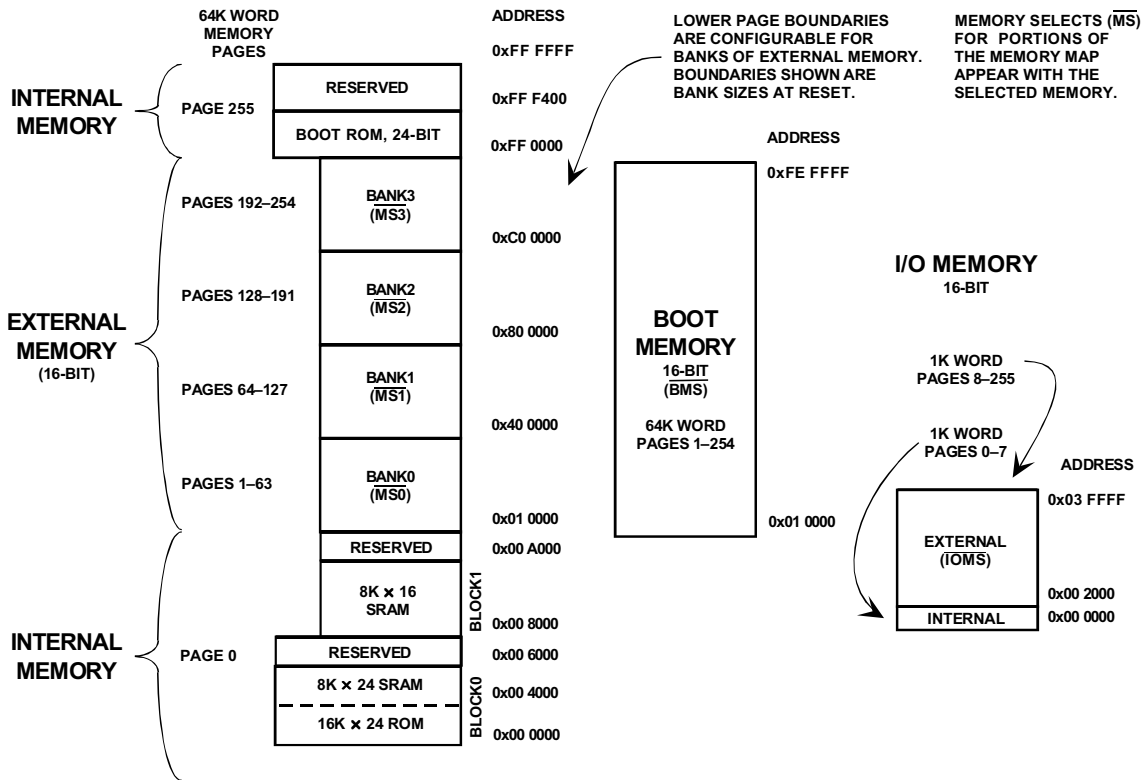 64K WORD
MEMORY
PAGES
ADDRESS
0xFF FFFF
INTERNAL
MEMORY
PAGE 255
RESERVED
0xFF F400
BOOT ROM, 24-BIT
0xFF 0000
EXTERNAL
MEMORY
(16-BIT)
PAGES 192–254
BANK3
(MS3)
0xC0 0000
PAGES 128–191
BANK2
(MS2)
0x80 0000
PAGES 64–127
BANK1
(MS1)
0x40 0000
PAGES 1–63
BANK0
(MS0)
0x01 0000
INTERNAL
MEMORY
PAGE 0
RESERVED
0x00 A000
8K × 16
SRAM
BLOCK1
0x00 8000
RESERVED
0x00 6000
8K × 24 SRAM
0x00 4000
BLOCK0
16K × 24 ROM
0x00 0000
LOWER PAGE BOUNDARIES
ARE CONFIGURABLE FOR
BANKS OF EXTERNAL MEMORY.
BOUNDARIES SHOWN ARE
BANK SIZES AT RESET.
MEMORY SELECTS (MS)
FOR PORTIONS OF
THE MEMORY MAP
APPEAR WITH THE
SELECTED MEMORY.
ADDRESS
0xFE FFFF
BOOT
MEMORY
16-BIT
(BMS)
64K WORD
PAGES 1–254
0x01 0000
I/O MEMORY
16-BIT
1K WORD
PAGES 8–255
1K WORD
PAGES 0–7
ADDRESS
0x03 FFFF
EXTERNAL
(IOMS)
0x00 2000
INTERNAL
0x00 0000